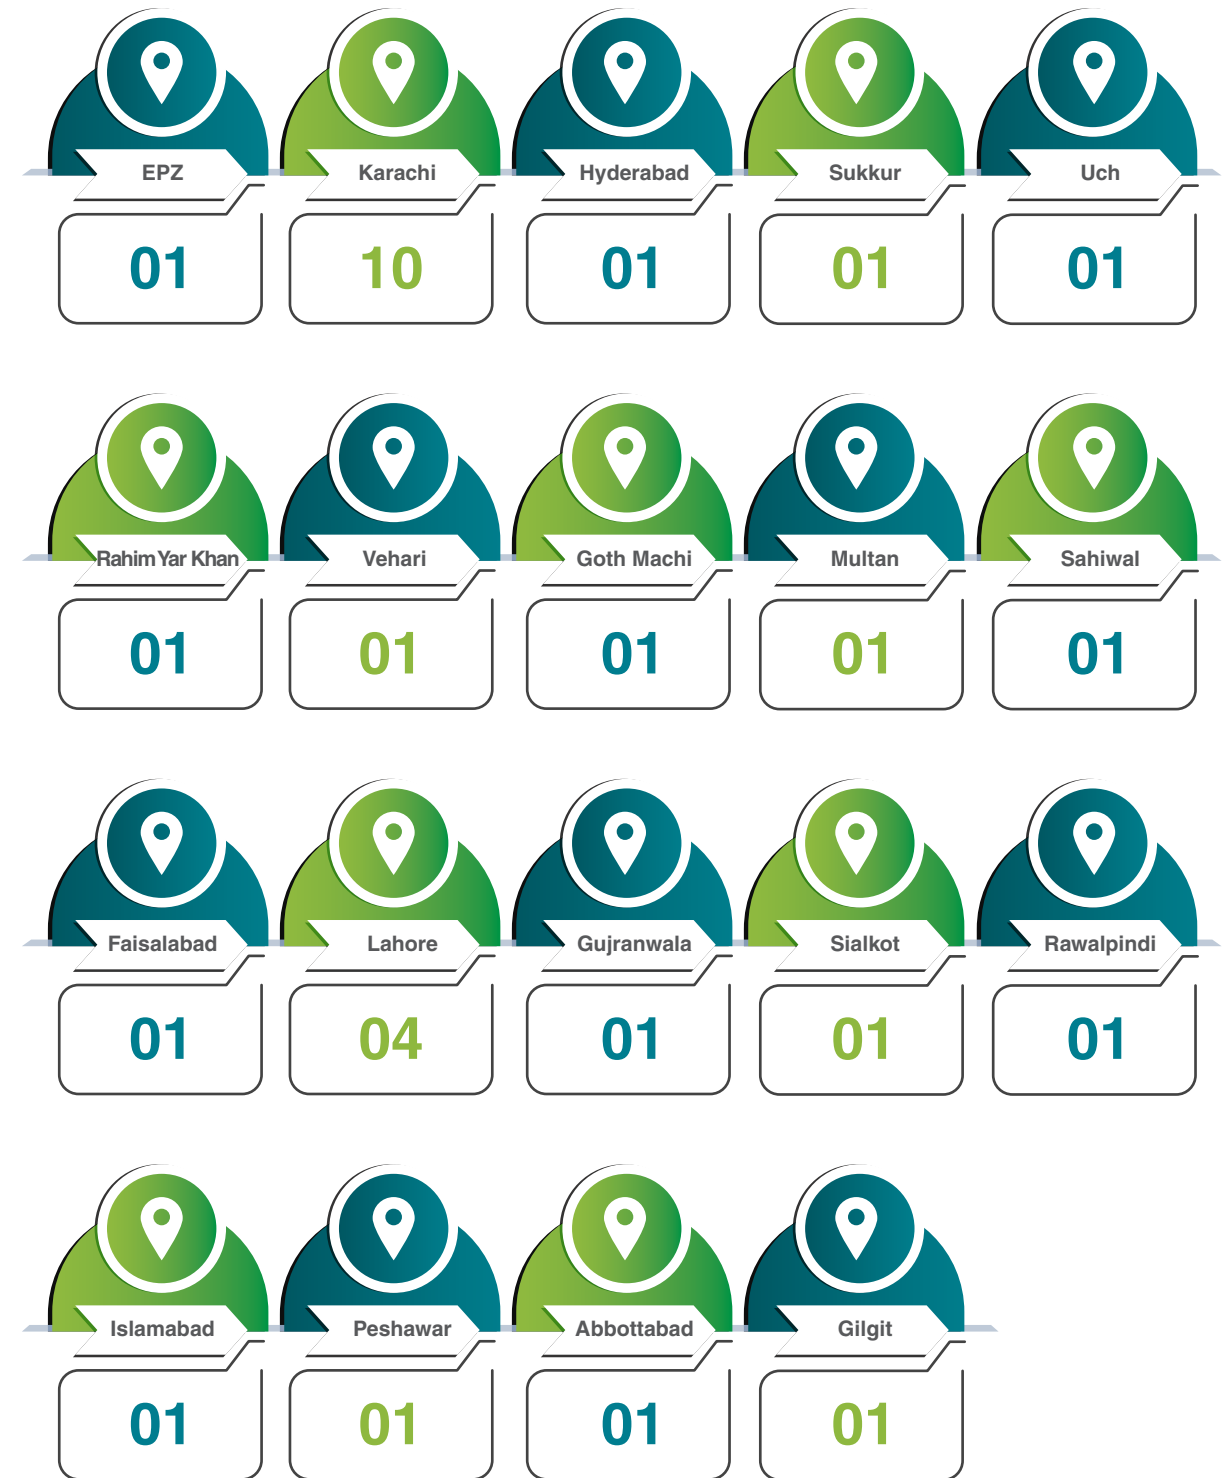 EPZ Karachi Hyderabad Sukkur Uch
01 10 01 01 01
Rahim Yar Khan Vehari Goth Machi Multan Sahiwal
01 01 01 01 01
Faisalabad Lahore Gujranwala Sialkot Rawalpindi
01 04 01 01 01
Islamabad Peshawar Abbottabad Gilgit
01 01 01 01